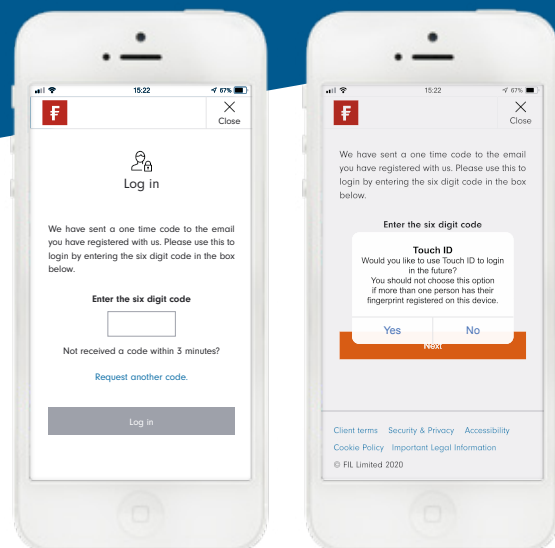 15:22
67%
Close
Log in
We have sent a one time code to the email
you have registered with us. Please use this to
login by entering the six digit code in the box
below.
Enter the six digit code
Not received a code within 3 minutes?
Request another code.
Log in
15:22
67%
Close
We have sent a one time code to the email
you have registered with us. Please use this to
login by entering the six digit code in the box
below.
Enter the six digit code
Touch ID
Would you like to use Touch ID to login
in the future?
You should not choose this option
if more than one person has their
fingerprint registered on this device.
Yes No
Next
Client terms Security & Privacy Accessibility
Cookie Policy Important Legal Information
© FIL Limited 2020